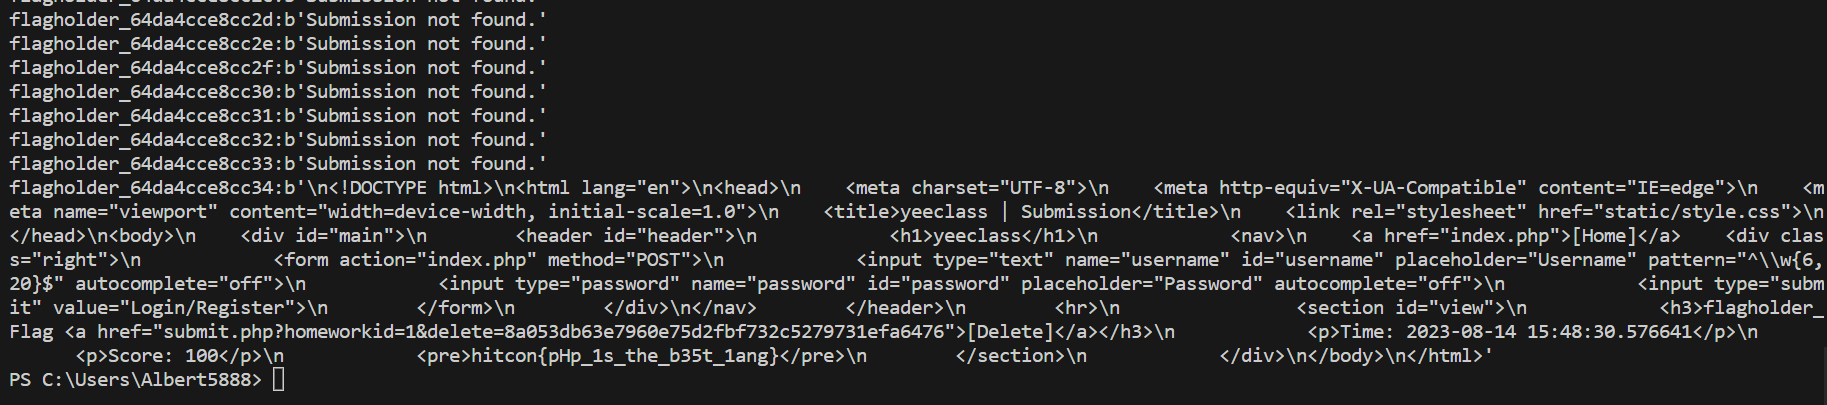 flagholder_64da4cce8cc2d:b'Submission not found.'
flagholder_64da4cce8cc2e:b'Submission not found.'
flagholder_64da4cce8cc2f:b'Submission not found.'
flagholder_64da4cce8cc30:b'Submission not found.'
flagholder_64da4cce8cc31:b'Submission not found.'
flagholder_64da4cce8cc32:b'Submission not found.'
flagholder_64da4cce8cc33:b'Submission not found.'
flagholder_64da4cce8cc34:b'\n<!DOCTYPE html>\n<html lang="en">\n<head>\n    <meta charset="UTF-8">\n    <meta http-equiv="X-UA-Compatible" content="IE=edge">\n    <m
eta name="viewport" content="width=device-width, initial-scale=1.0">\n    <title>yeeclass | Submission</title>\n    <link rel="stylesheet" href="static/style.css">\n
</head>\n<body>\n    <div id="main">\n        <header id="header">\n            <h1>yeeclass</h1>\n            <nav>\n    <a href="index.php">[Home]</a>    <div clas
s="right">\n            <form action="index.php" method="POST">\n            <input type="text" name="username" id="username" placeholder="Username" pattern="^\\w{6,
20}$" autocomplete="off">\n            <input type="password" name="password" id="password" placeholder="Password" autocomplete="off">\n            <input type="subm
it" value="Login/Register">\n        </form>\n        </div>\n</nav>        </header>\n        <hr>\n                <section id="view">\n            <h3>flagholder_
Flag <a href="submit.php?homeworkid=1&delete=8a053db63e7960e75d2fbf732c5279731efa6476">[Delete]</a></h3>\n            <p>Time: 2023-08-14 15:48:30.576641</p>\n
      <p>Score: 100</p>\n            <pre>hitcon{pHp_1s_the_b35t_1ang}</pre>\n        </section>\n            </div>\n</body>\n</html>'
PS C:\Users\Albert5888>